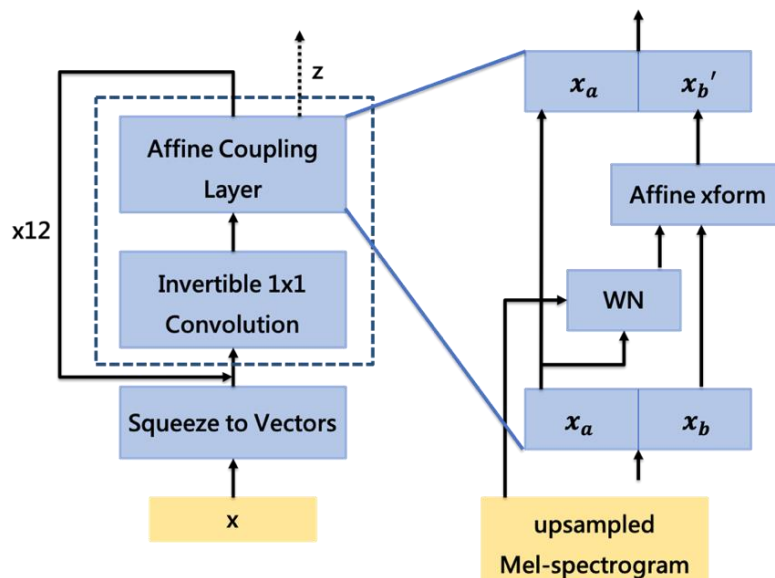 z
Affine Coupling
Layer
x12
Invertible 1x1
Convolution
Squeeze to Vectors
x
x_a x_b'
Affine xform
WN
x_a x_b
upsampled
Mel-spectrogram